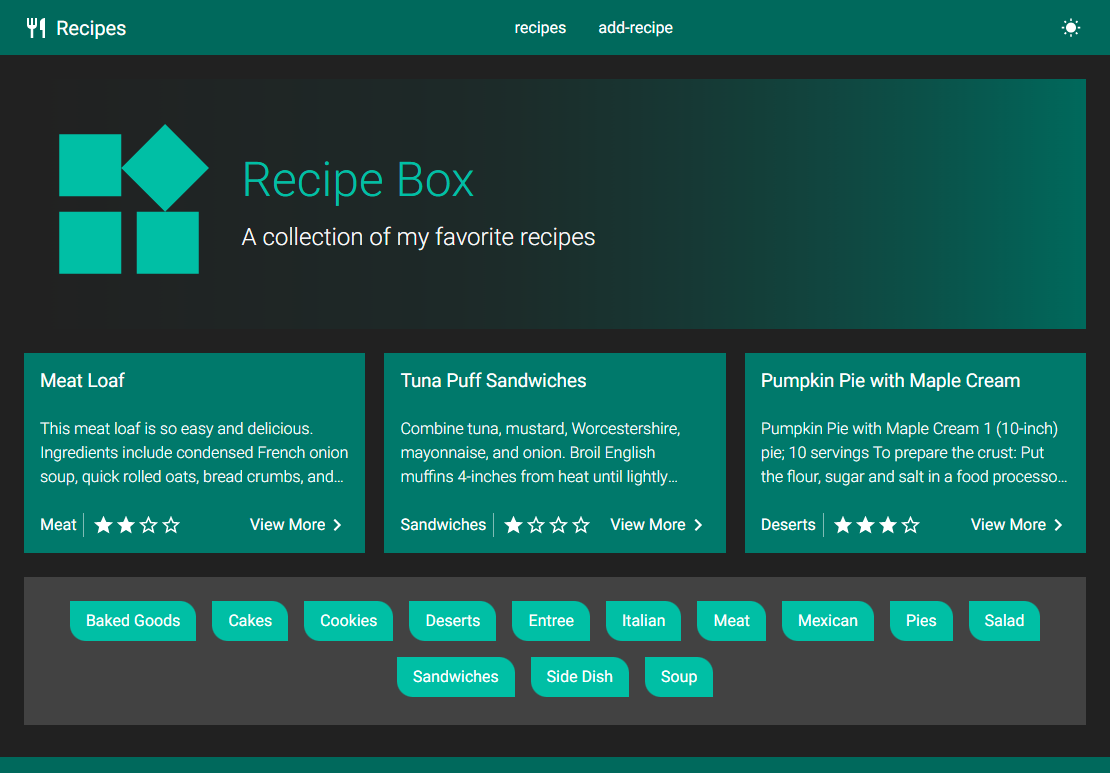 Recipes
recipes
add-recipe
Recipe Box
A collection of my favorite recipes
Meat Loaf
This meat loaf is so easy and delicious.
Ingredients include condensed French onion
soup, quick rolled oats, bread crumbs, and...
Meat
View More
Tuna Puff Sandwiches
Combine tuna, mustard, Worcestershire,
mayonnaise, and onion. Broil English
muffins 4-inches from heat until lightly...
Sandwiches
View More
Pumpkin Pie with Maple Cream
Pumpkin Pie with Maple Cream 1 (10-inch)
pie; 10 servings To prepare the crust: Put
the flour, sugar and salt in a food processo...
Deserts
View More
Baked Goods
Cakes
Cookies
Deserts
Entree
Italian
Meat
Mexican
Pies
Salad
Sandwiches
Side Dish
Soup